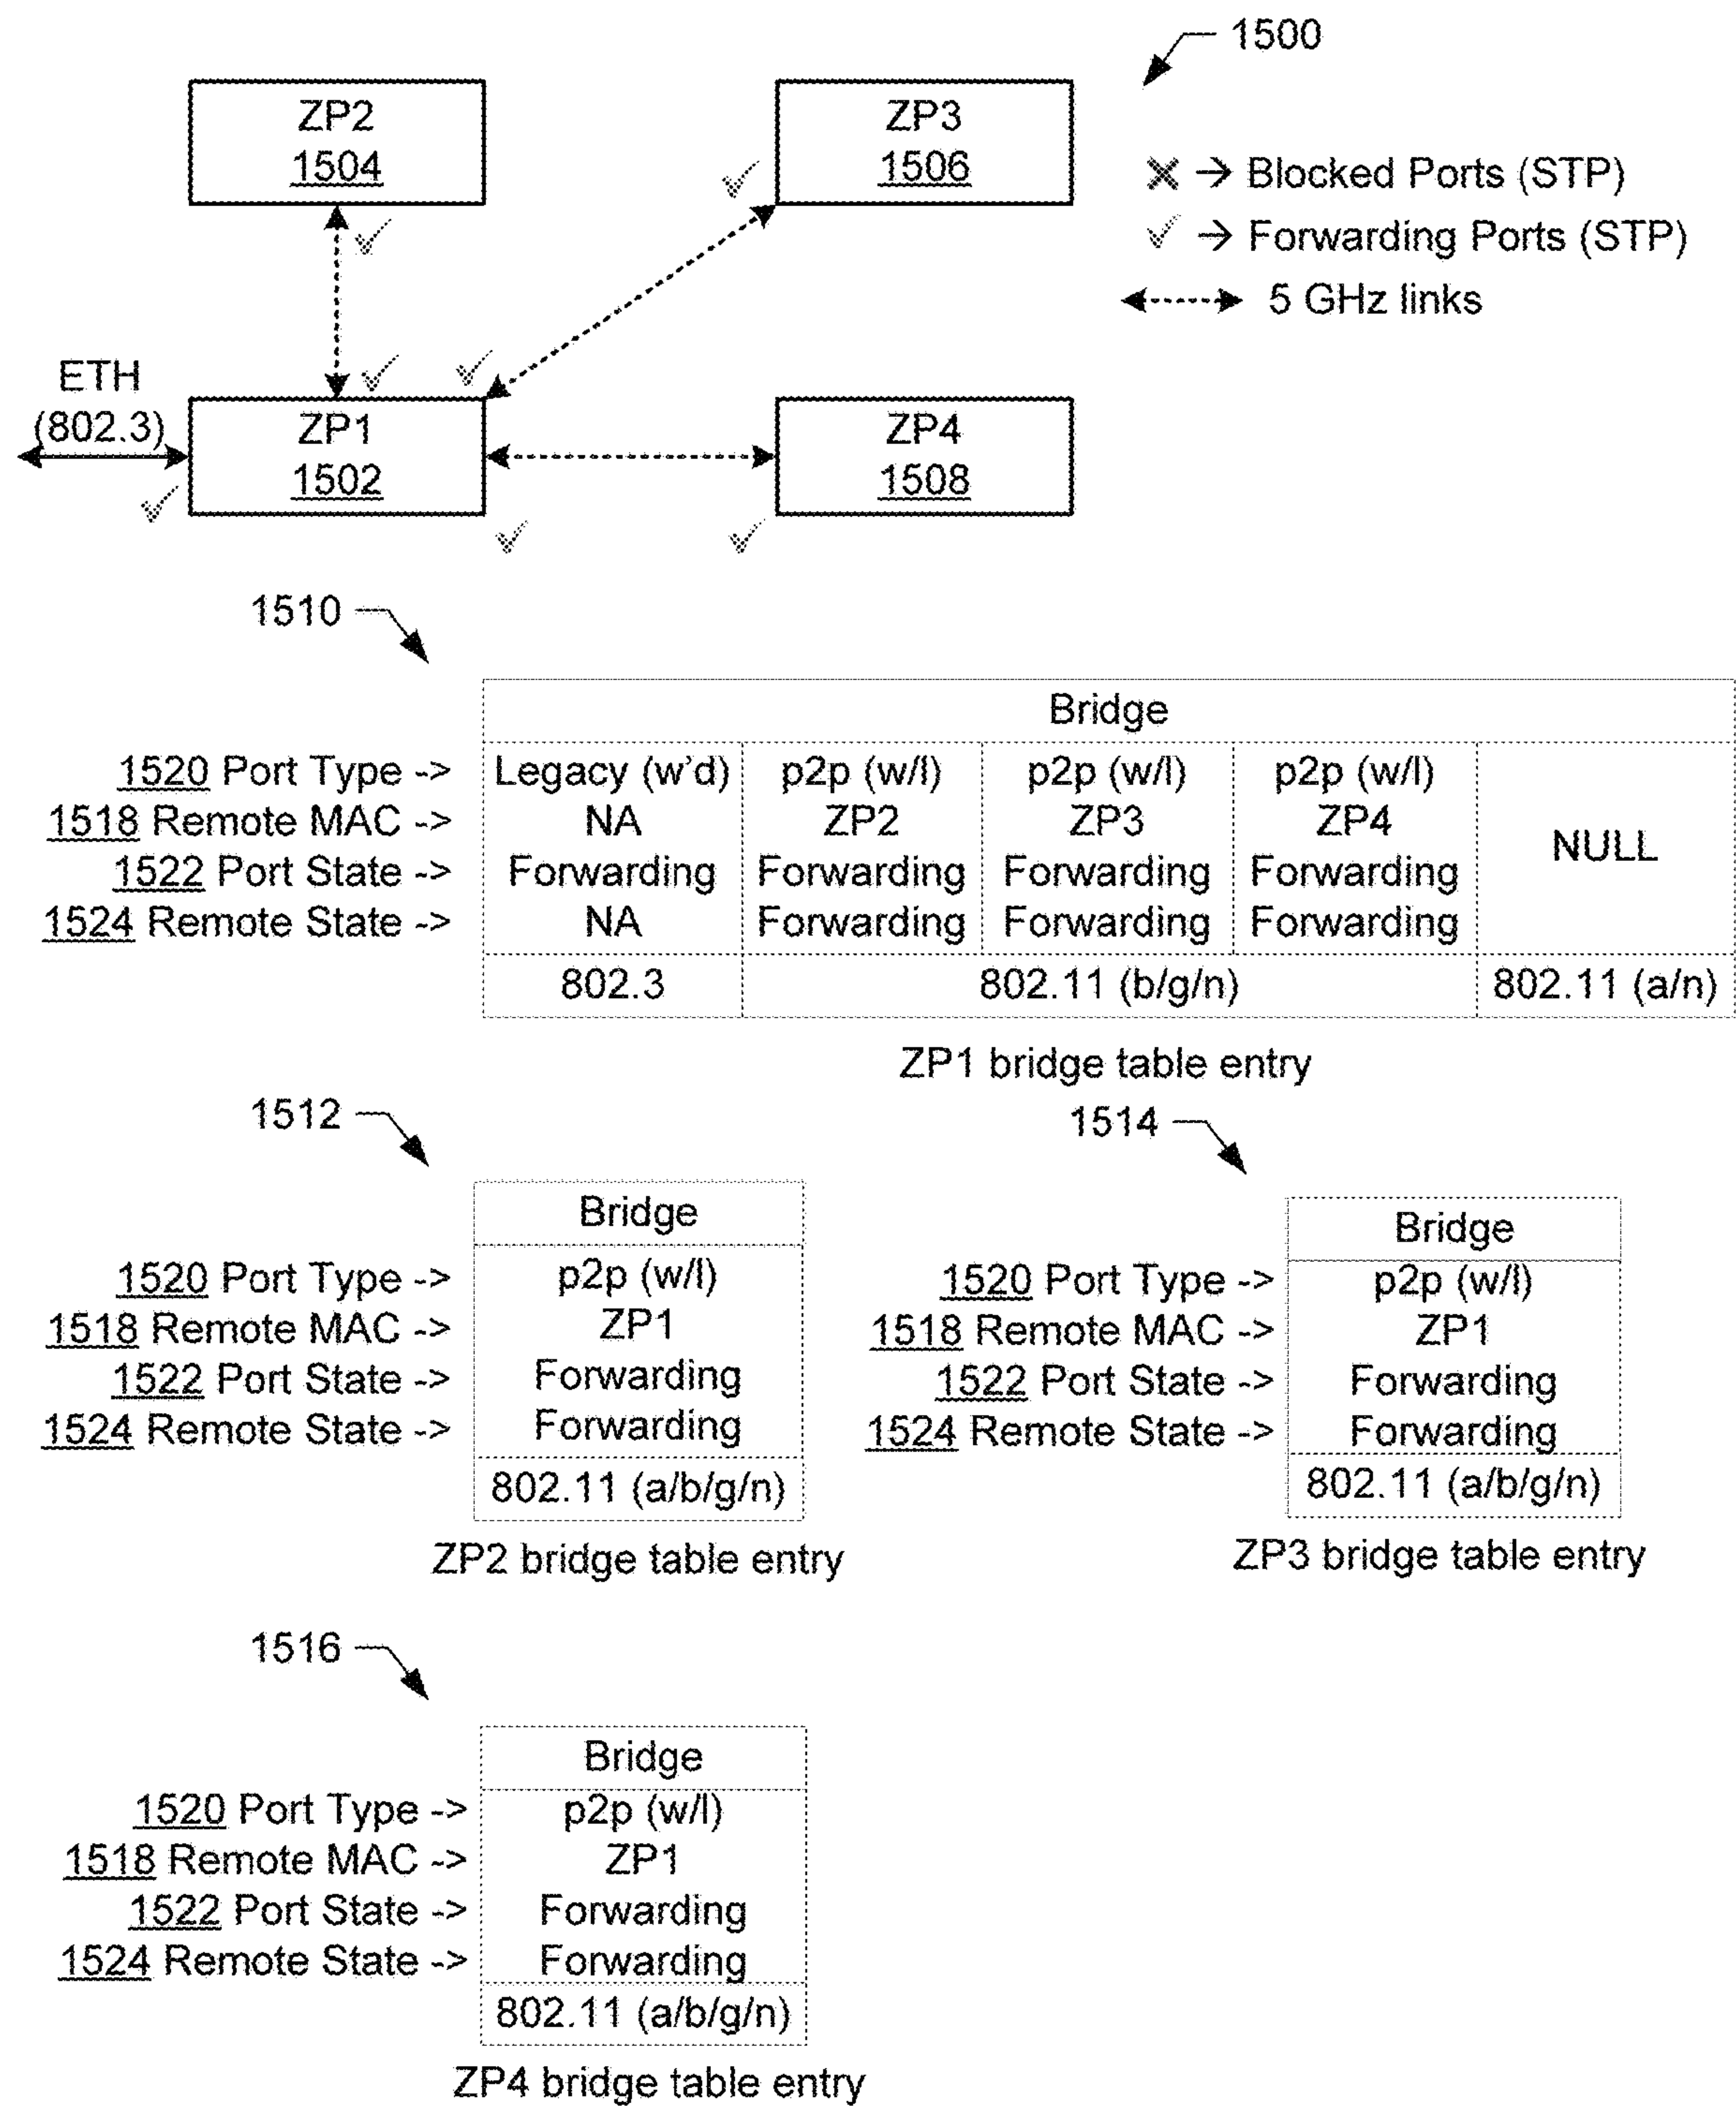 1500
ZP2
1504
ZP3
1506
→ Blocked Ports (STP)
→ Forwarding Ports (STP)
5 GHz links
ETH
(802.3)
ZP1
1502
ZP4
1508
1510
Bridge
1520 Port Type -> Legacy (w'd) p2p (w/l) p2p (w/l) p2p (w/l)
1518 Remote MAC -> NA ZP2 ZP3 ZP4
NULL
1522 Port State -> Forwarding Forwarding Forwarding Forwarding
1524 Remote State -> NA Forwarding Forwarding Forwarding
802.3 802.11 (b/g/n) 802.11 (a/n)
ZP1 bridge table entry
1512
Bridge
1520 Port Type -> p2p (w/l)
1518 Remote MAC -> ZP1
1522 Port State -> Forwarding
1524 Remote State -> Forwarding
802.11 (a/b/g/n)
ZP2 bridge table entry
1514
Bridge
1520 Port Type -> p2p (w/l)
1518 Remote MAC -> ZP1
1522 Port State -> Forwarding
1524 Remote State -> Forwarding
802.11 (a/b/g/n)
ZP3 bridge table entry
1516
Bridge
1520 Port Type -> p2p (w/l)
1518 Remote MAC -> ZP1
1522 Port State -> Forwarding
1524 Remote State -> Forwarding
802.11 (a/b/g/n)
ZP4 bridge table entry